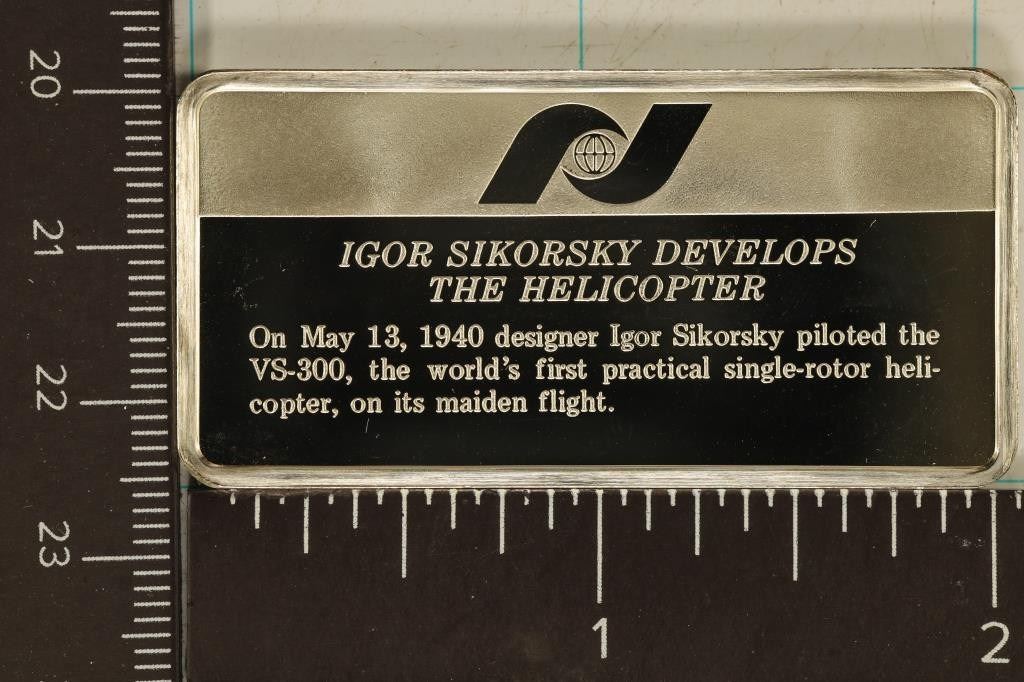 IGOR SIKORSKY DEVELOPS
THE HELICOPTER
On May 13, 1940 designer Igor Sikorsky piloted the
VS-300, the world's first practical single-rotor heli-
copter, on its maiden flight.
20
21
22
23
1
2